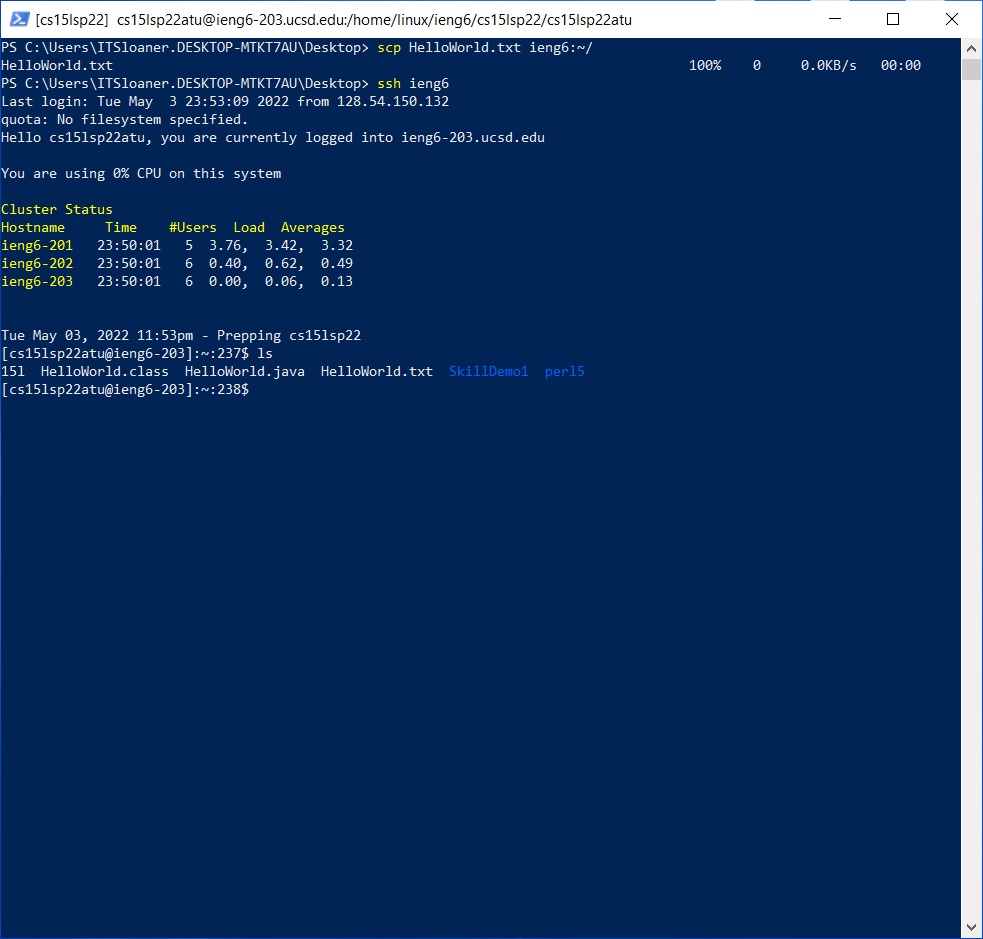 [cs15lsp22] cs15lsp22atu@ieng6-203.ucsd.edu:/home/linux/ieng6/cs15lsp22/cs15lsp22atu
PS C:\Users\ITSloaner.DESKTOP-MTKT7AU\Desktop> scp HelloWorld.txt ieng6:~/
HelloWorld.txt 100% 0 0.0KB/s 00:00
PS C:\Users\ITSloaner.DESKTOP-MTKT7AU\Desktop> ssh ieng6
Last login: Tue May  3 23:53:09 2022 from 128.54.150.132
quota: No filesystem specified.
Hello cs15lsp22atu, you are currently logged into ieng6-203.ucsd.edu
You are using 0% CPU on this system
Cluster Status
Hostname Time #Users Load Averages
ieng6-201 23:50:01 5 3.76, 3.42, 3.32
ieng6-202 23:50:01 6 0.40, 0.62, 0.49
ieng6-203 23:50:01 6 0.00, 0.06, 0.13
Tue May 03, 2022 11:53pm - Prepping cs15lsp22
[cs15lsp22atu@ieng6-203]:~:237$ ls
15l HelloWorld.class HelloWorld.java HelloWorld.txt SkillDemo1 perl5
[cs15lsp22atu@ieng6-203]:~:238$